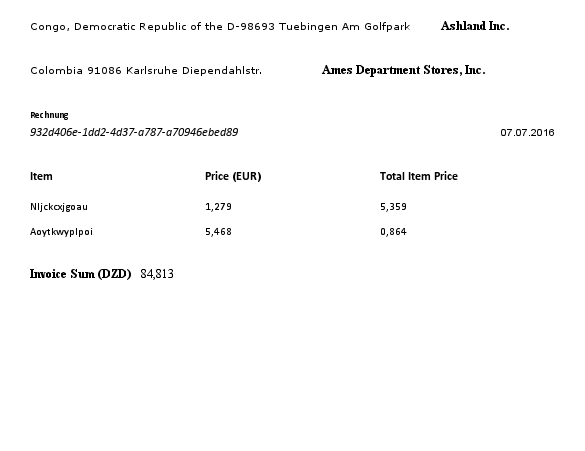 Congo, Democratic Republic of the D-98693 Tuebingen Am Golfpark Ashland Inc.
Colombia 91086 Karlsruhe Diependahlstr. Ames Department Stores, Inc.
Rechnung
932d406e-1dd2-4d37-a787-a70946ebed89 07.07.2016
Item Price (EUR) Total Item Price
Nljckcxjgoau 1,279 5,359
Aoytkwyplpoi 5,468 0,864
Invoice Sum (DZD) 84,813